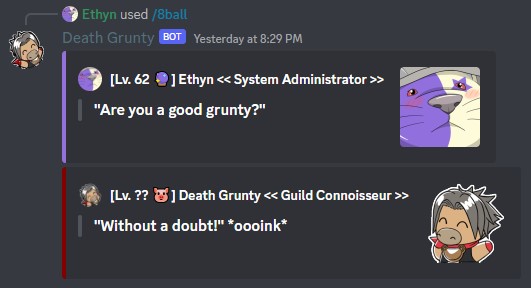 Ethyn used /8ball
Death Grunty BOT Yesterday at 8:29 PM
[Lv. 62 🔮] Ethyn << System Administrator >>
"Are you a good grunty?"
[Lv. ?? 🐷] Death Grunty << Guild Connoisseur >>
"Without a doubt!" *oooink*